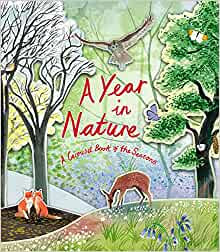 A Year
in
Nature
A Carousel Book of the Seasons